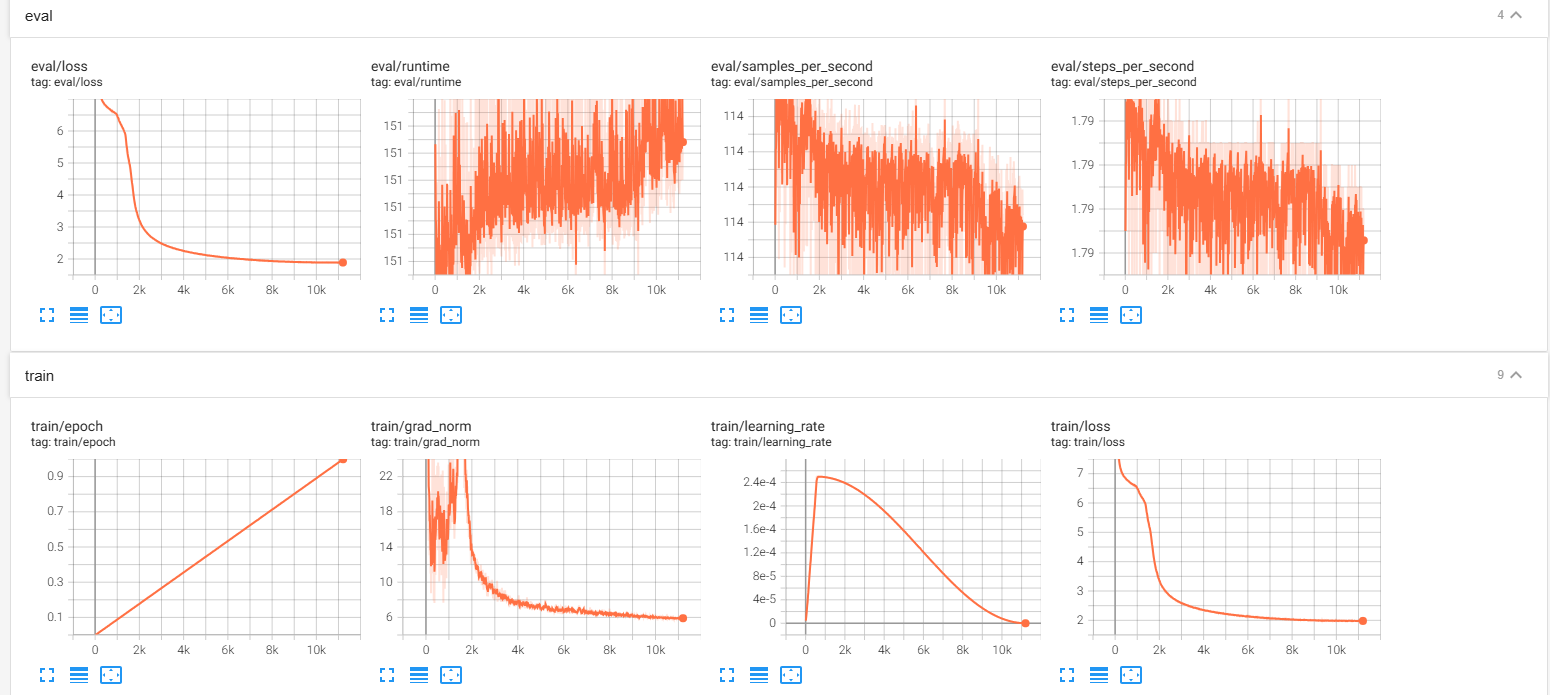 eval
4
eval/loss
tag: eval/loss
6
5
4
3
2
0 2k 4k 6k 8k 10k
eval/runtime
tag: eval/runtime
151
151
151
151
151
151
0 2k 4k 6k 8k 10k
eval/samples_per_second
tag: eval/samples_per_second
114
114
114
114
114
0 2k 4k 6k 8k 10k
eval/steps_per_second
tag: eval/steps_per_second
1.79
1.79
1.79
1.79
0 2k 4k 6k 8k 10k
train
9
train/epoch
tag: train/epoch
0.9
0.7
0.5
0.3
0.1
0 2k 4k 6k 8k 10k
train/grad_norm
tag: train/grad_norm
22
18
14
10
6
0 2k 4k 6k 8k 10k
train/learning_rate
tag: train/learning_rate
2.4e-4
2e-4
1.6e-4
1.2e-4
8e-5
4e-5
0
0 2k 4k 6k 8k 10k
train/loss
tag: train/loss
7
6
5
4
3
2
0 2k 4k 6k 8k 10k